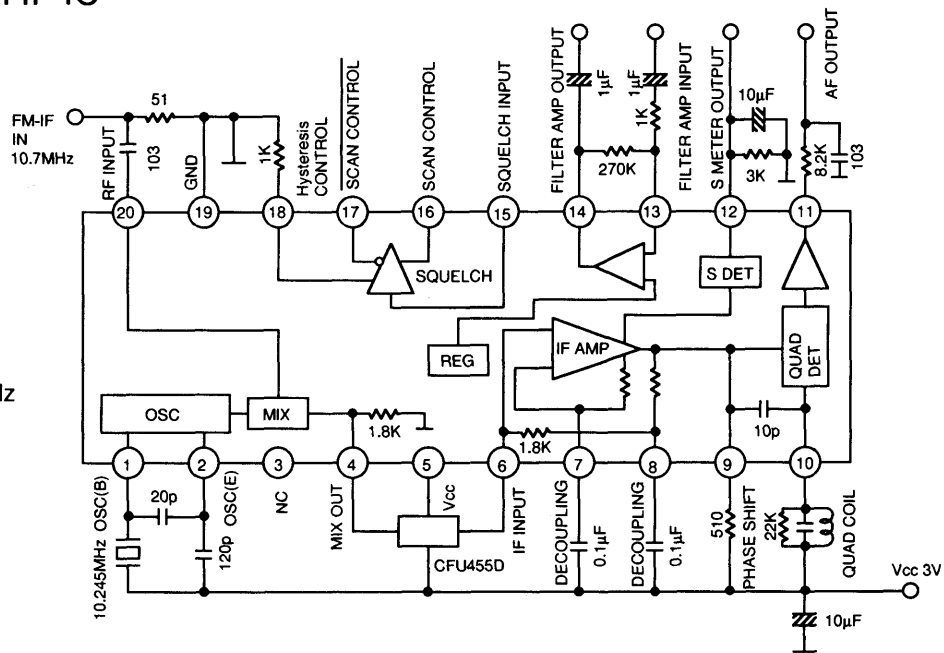 FM-IF
IN
10.7MHz
51
103
RF INPUT
GND
1K
Hysteresis
CONTROL
SCAN CONTROL
SCAN CONTROL
SQUELCH INPUT
FILTER AMP OUTPUT
1µF
1µF
1K
270K
FILTER AMP INPUT
S METER OUTPUT
10µF
3K
AF OUTPUT
8.2K
103
20
19
18
17
16
15
14
13
12
11
SQUELCH
REG
S DET
IF AMP
QUAD
DET
OSC
MIX
1.8K
1.8K
10p
1
2
3
4
5
6
7
8
9
10
10.245MHz
OSC(B)
20p
OSC(E)
120p
NC
MIX OUT
Vcc
CFU455D
IF INPUT
DECOUPLING
0.1µF
DECOUPLING
0.1µF
510
PHASE SHIFT
22K
QUAD COIL
Vcc 3V
10µF